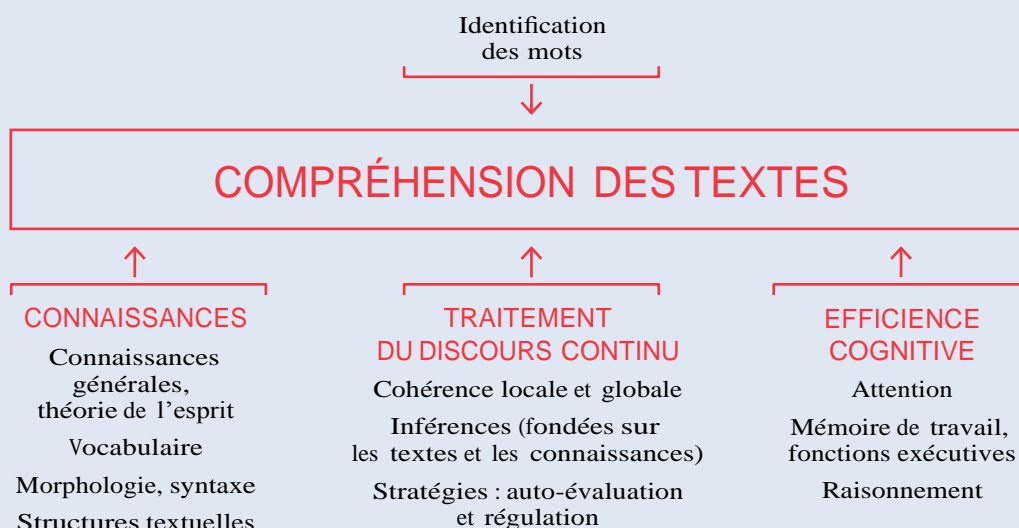 Identification
des mots
COMPRÉHENSION DES TEXTES
CONNAISSANCES
Connaissances
générales,
théorie de l'esprit
Vocabulaire
Morphologie, syntaxe
Structures textuelles
TRAITEMENT
DU DISCOURS CONTINU
Cohérence locale et globale
Inférences (fondées sur
les textes et les connaissances)
Stratégies : auto-évaluation
et régulation
EFFICIENCE
COGNITIVE
Attention
Mémoire de travail,
fonctions exécutives
Raisonnement